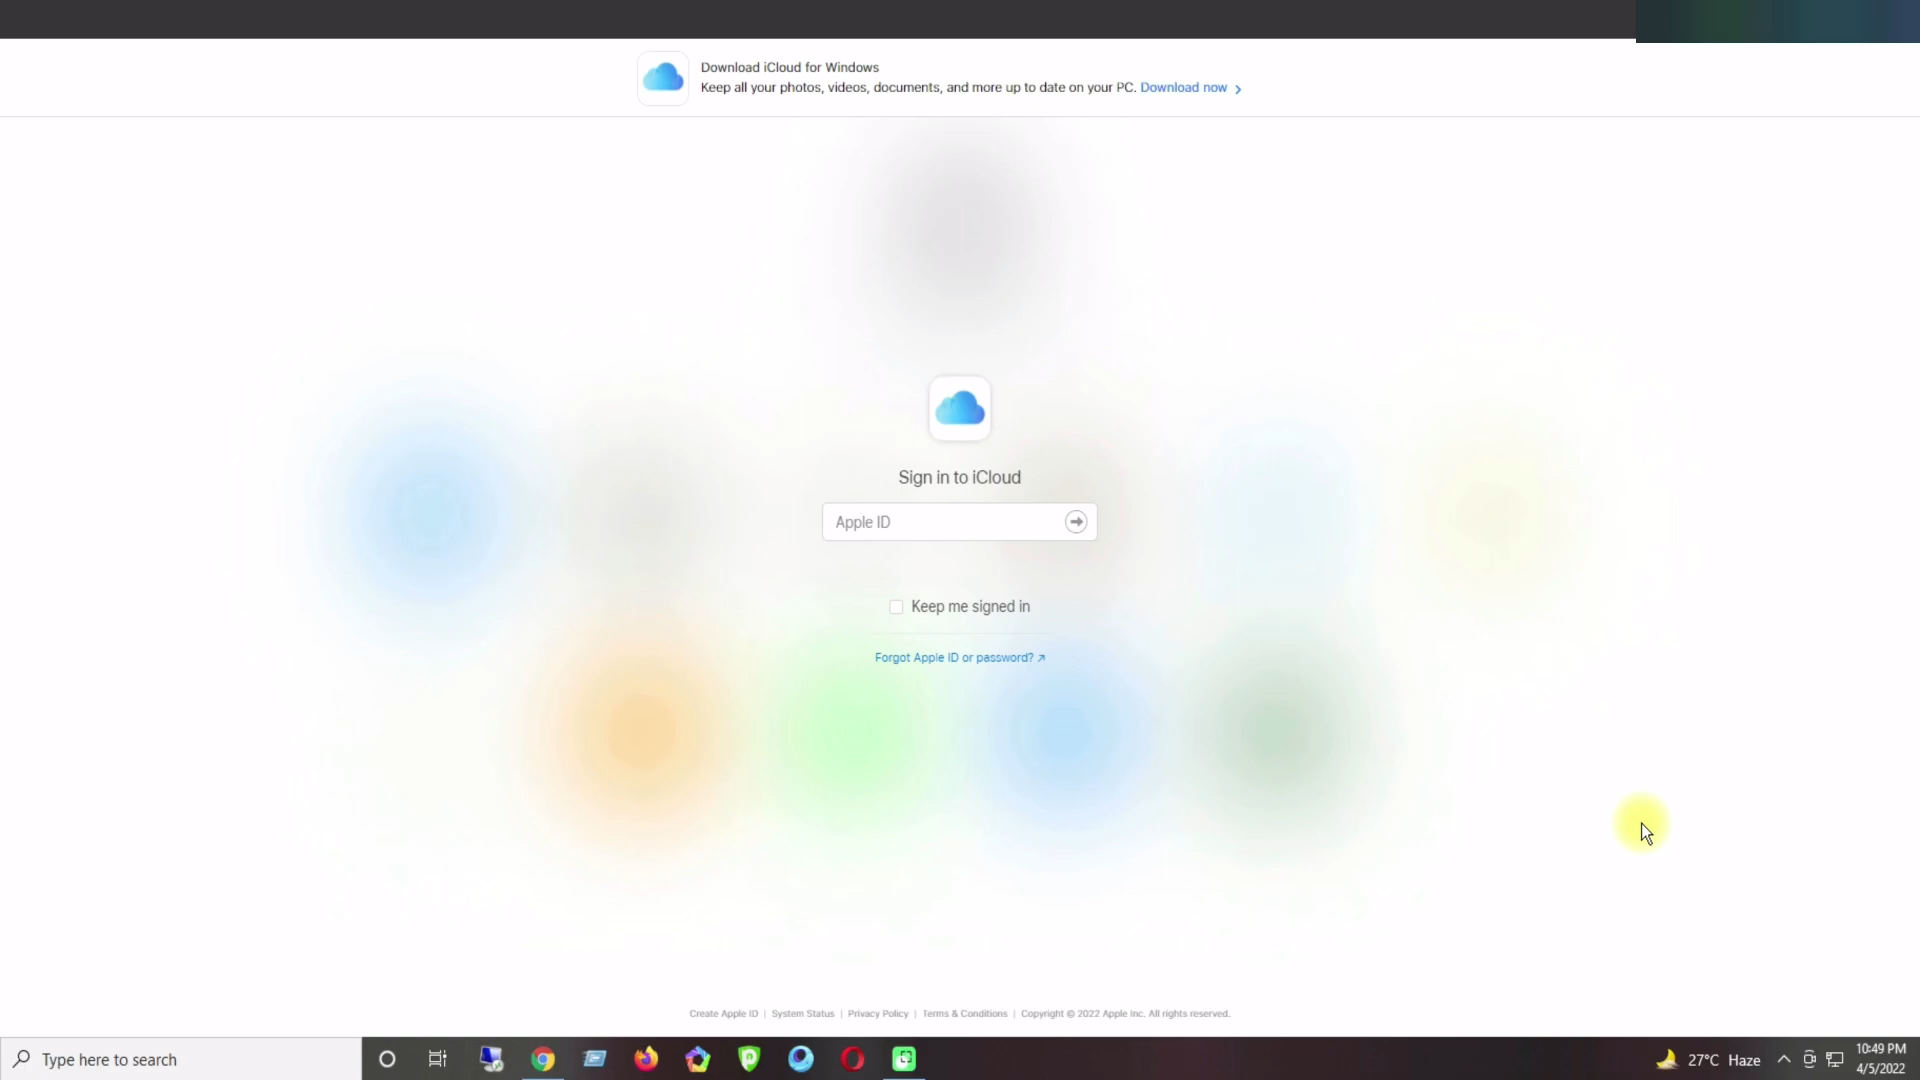 Download iCloud for Windows
Keep all your photos, videos, documents, and more up to date on your PC. Download now
Sign in to iCloud
Apple ID
Keep me signed in
Forgot Apple ID or password? ↗
Create Apple ID | System Status | Privacy Policy | Terms & Conditions | Copyright © 2022 Apple Inc. All rights reserved.
Type here to search
27°C Haze
10:49 PM
4/5/2022